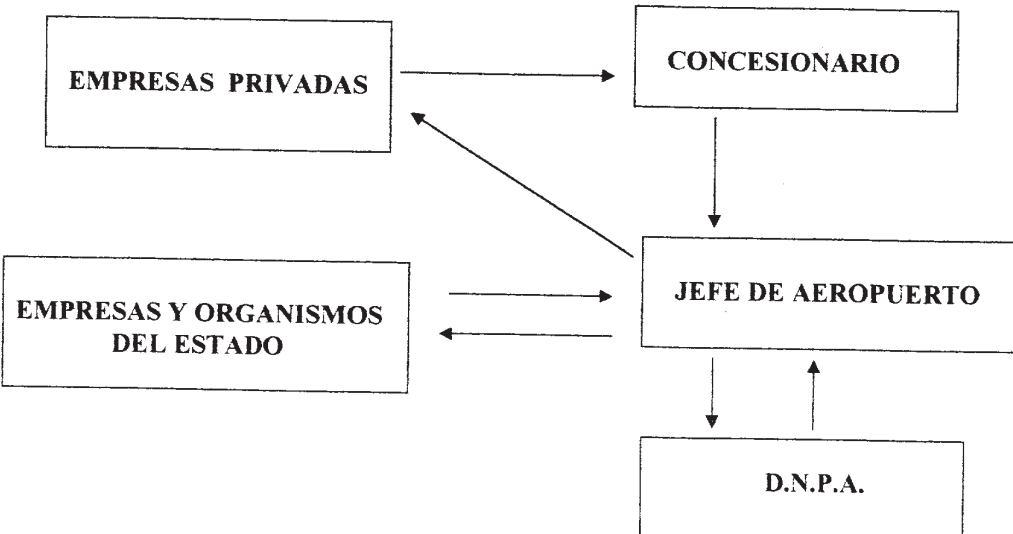 EMPRESAS PRIVADAS
CONCESIONARIO
EMPRESAS Y ORGANISMOS
DEL ESTADO
JEFE DE AEROPUERTO
D.N.P.A.